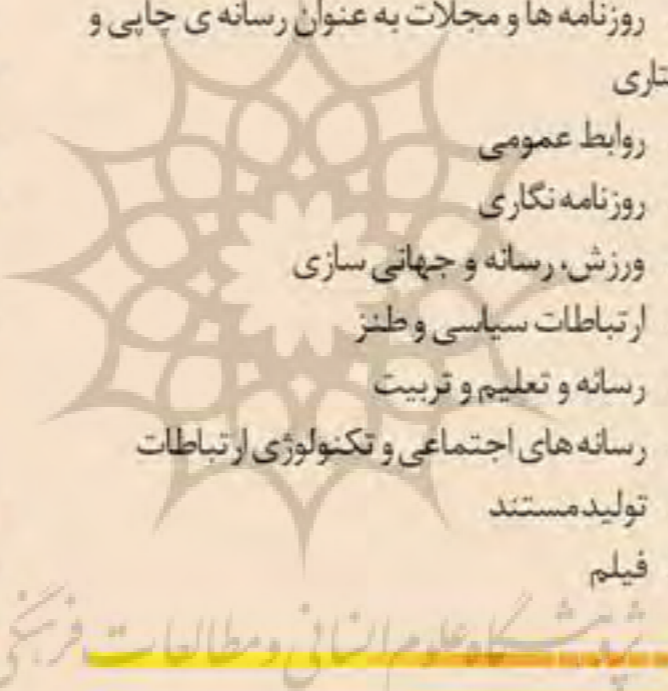 روزنامه ها و مجلات به عنوان رسانه ی چاپی و
تاری
روابط عمومی
روزنامه نگاری
ورزش، رسانه و جهانی سازی
ارتباطات سیاسی و طنز
رسانه و تعلیم و تربیت
رسانه های اجتماعی و تکنولوژی ارتباطات
تولید مستند
فیلم
پژوهشگاه علوم انسانی و مطالعات فرهنگی